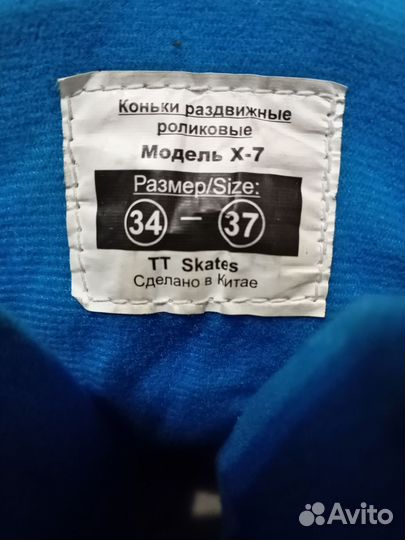 Коньки раздвижные
роликовые
Модель X-7
Размер/Size:
34 — 37
TT Skates
Сделано в Китае
Avito